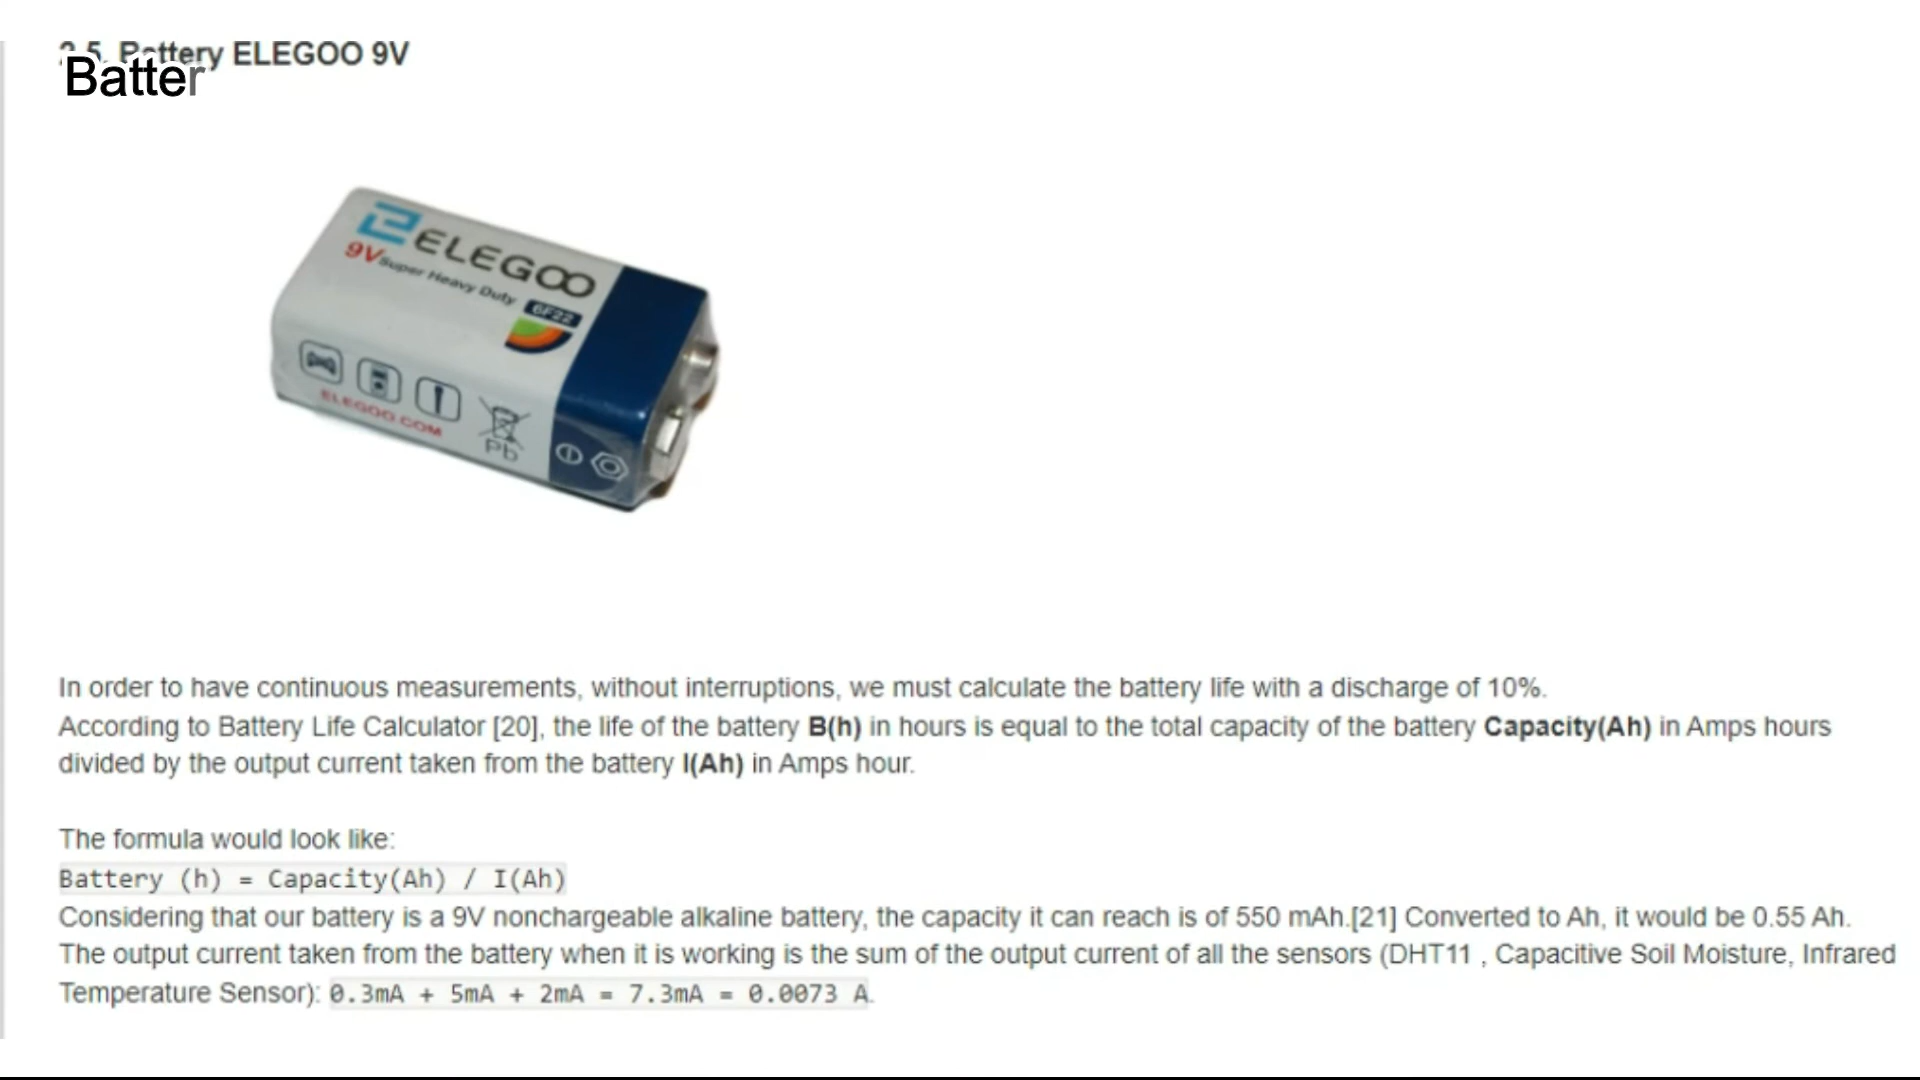 2.5. Battery ELEGOO 9V
Batter
ELEGOO
9V Super Heavy Duty
6F22
ELEGOO.COM
Pb
In order to have continuous measurements, without interruptions, we must calculate the battery life with a discharge of 10%.
According to Battery Life Calculator [20], the life of the battery B(h) in hours is equal to the total capacity of the battery Capacity(Ah) in Amps hours
divided by the output current taken from the battery I(Ah) in Amps hour.
The formula would look like:
Battery (h) = Capacity(Ah) / I(Ah)
Considering that our battery is a 9V nonchargeable alkaline battery, the capacity it can reach is of 550 mAh.[21] Converted to Ah, it would be 0.55 Ah.
The output current taken from the battery when it is working is the sum of the output current of all the sensors (DHT11 , Capacitive Soil Moisture, Infrared
Temperature Sensor): 0.3mA + 5mA + 2mA = 7.3mA = 0.0073 A.